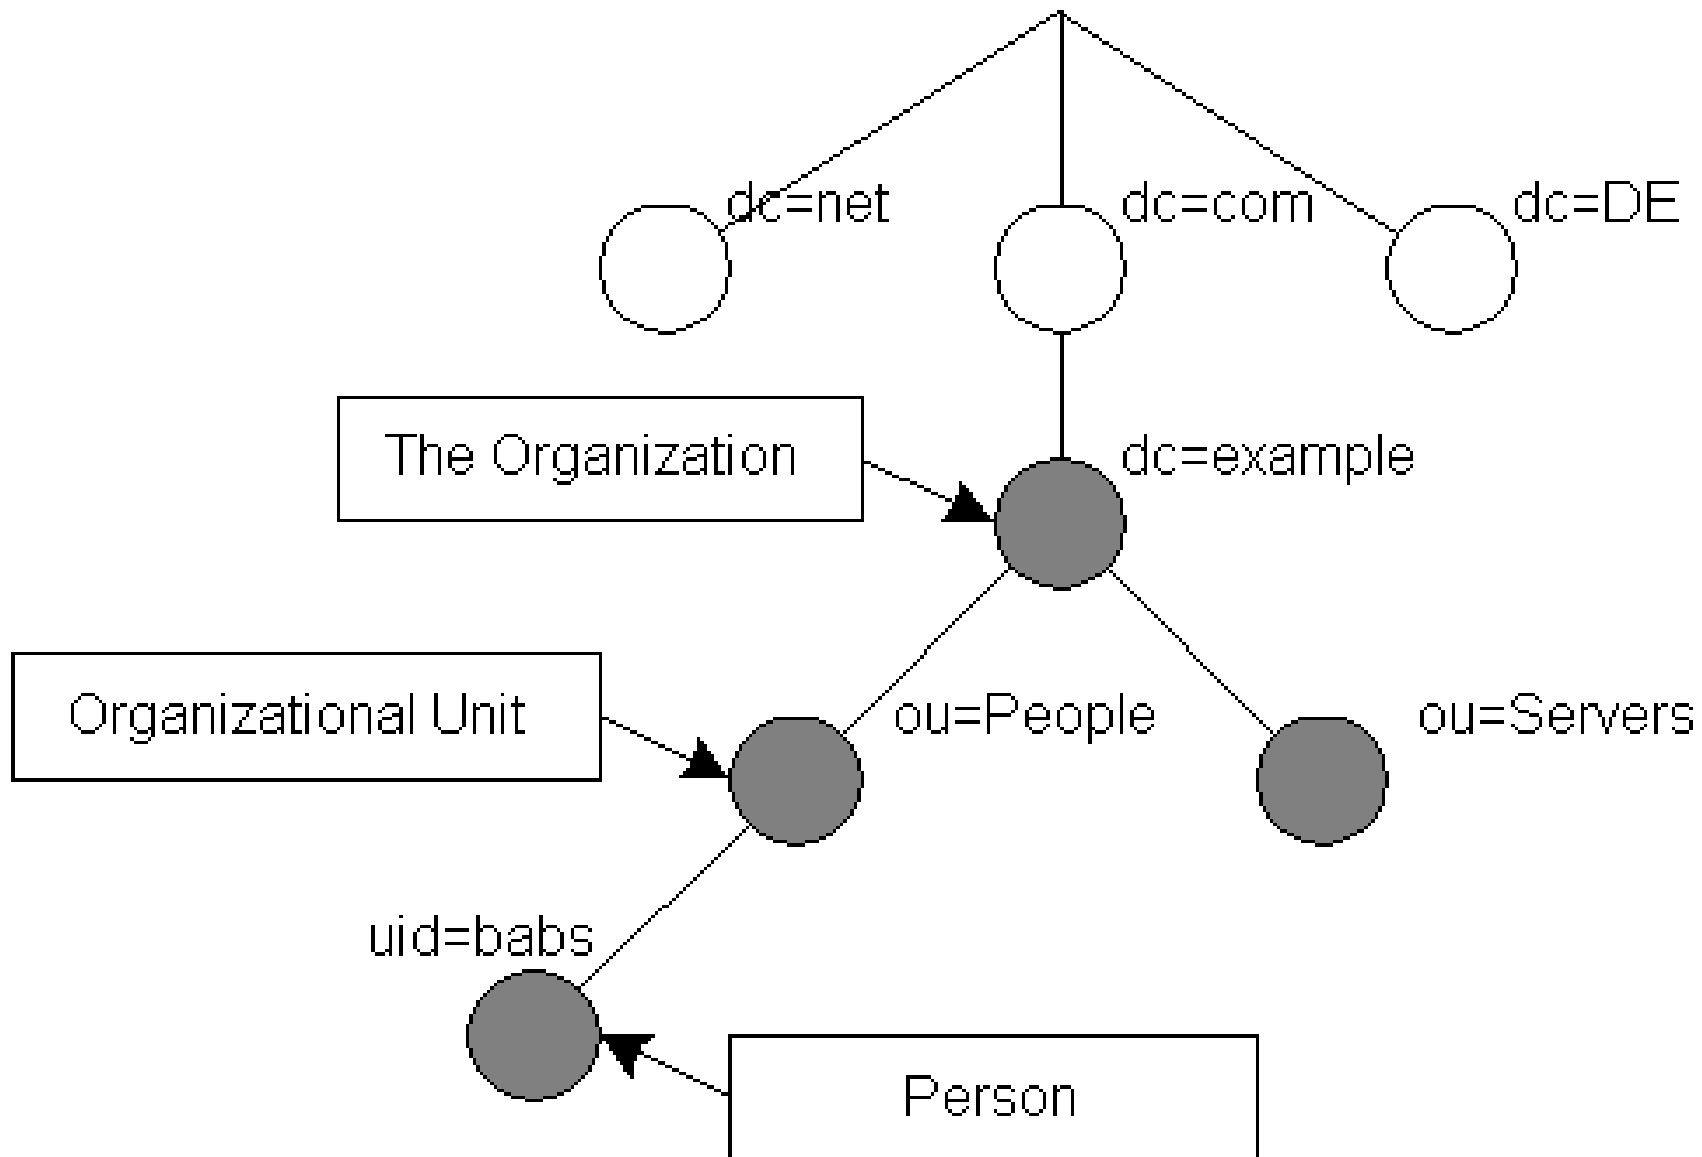 dc=net
dc=com
dc=DE
The Organization
dc=example
Organizational Unit
ou=People
ou=Servers
uid=babs
Person